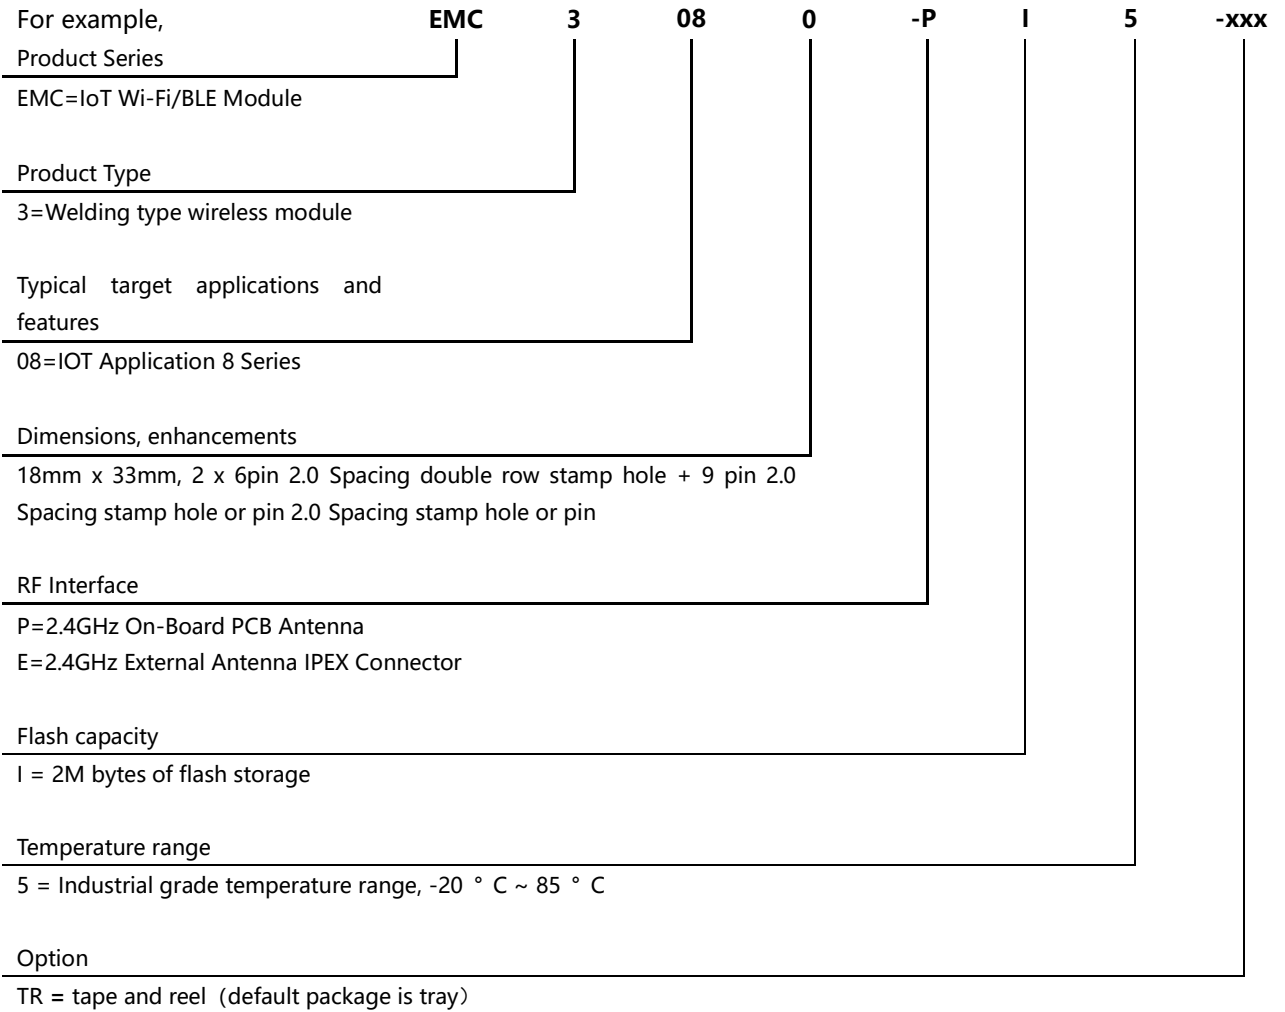 For example, EMC 3 08 0 -P I 5 -xxx
Product Series
EMC=IoT Wi-Fi/BLE Module
Product Type
3=Welding type wireless module
Typical target applications and
features
08=IOT Application 8 Series
Dimensions, enhancements
18mm x 33mm, 2 x 6pin 2.0 Spacing double row stamp hole + 9 pin 2.0
Spacing stamp hole or pin 2.0 Spacing stamp hole or pin
RF Interface
P=2.4GHz On-Board PCB Antenna
E=2.4GHz External Antenna IPEX Connector
Flash capacity
I = 2M bytes of flash storage
Temperature range
5 = Industrial grade temperature range, -20 ° C ~ 85 ° C
Option
TR = tape and reel（default package is tray）